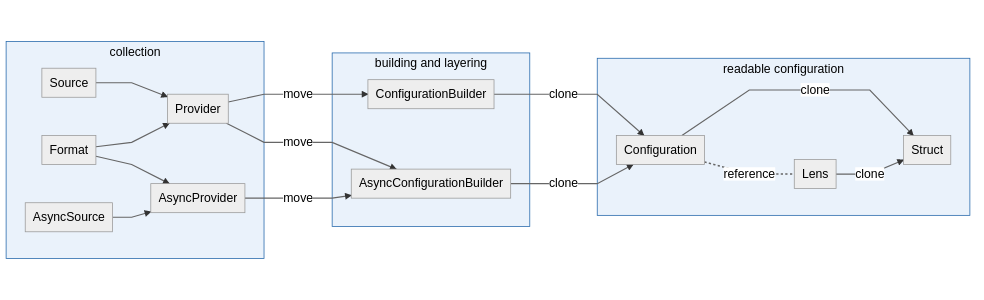 collection
Source
Provider
Format
AsyncProvider
AsyncSource
move
move
move
building and layering
ConfigurationBuilder
AsyncConfigurationBuilder
clone
clone
readable configuration
clone
Configuration
Struct
reference
Lens
clone